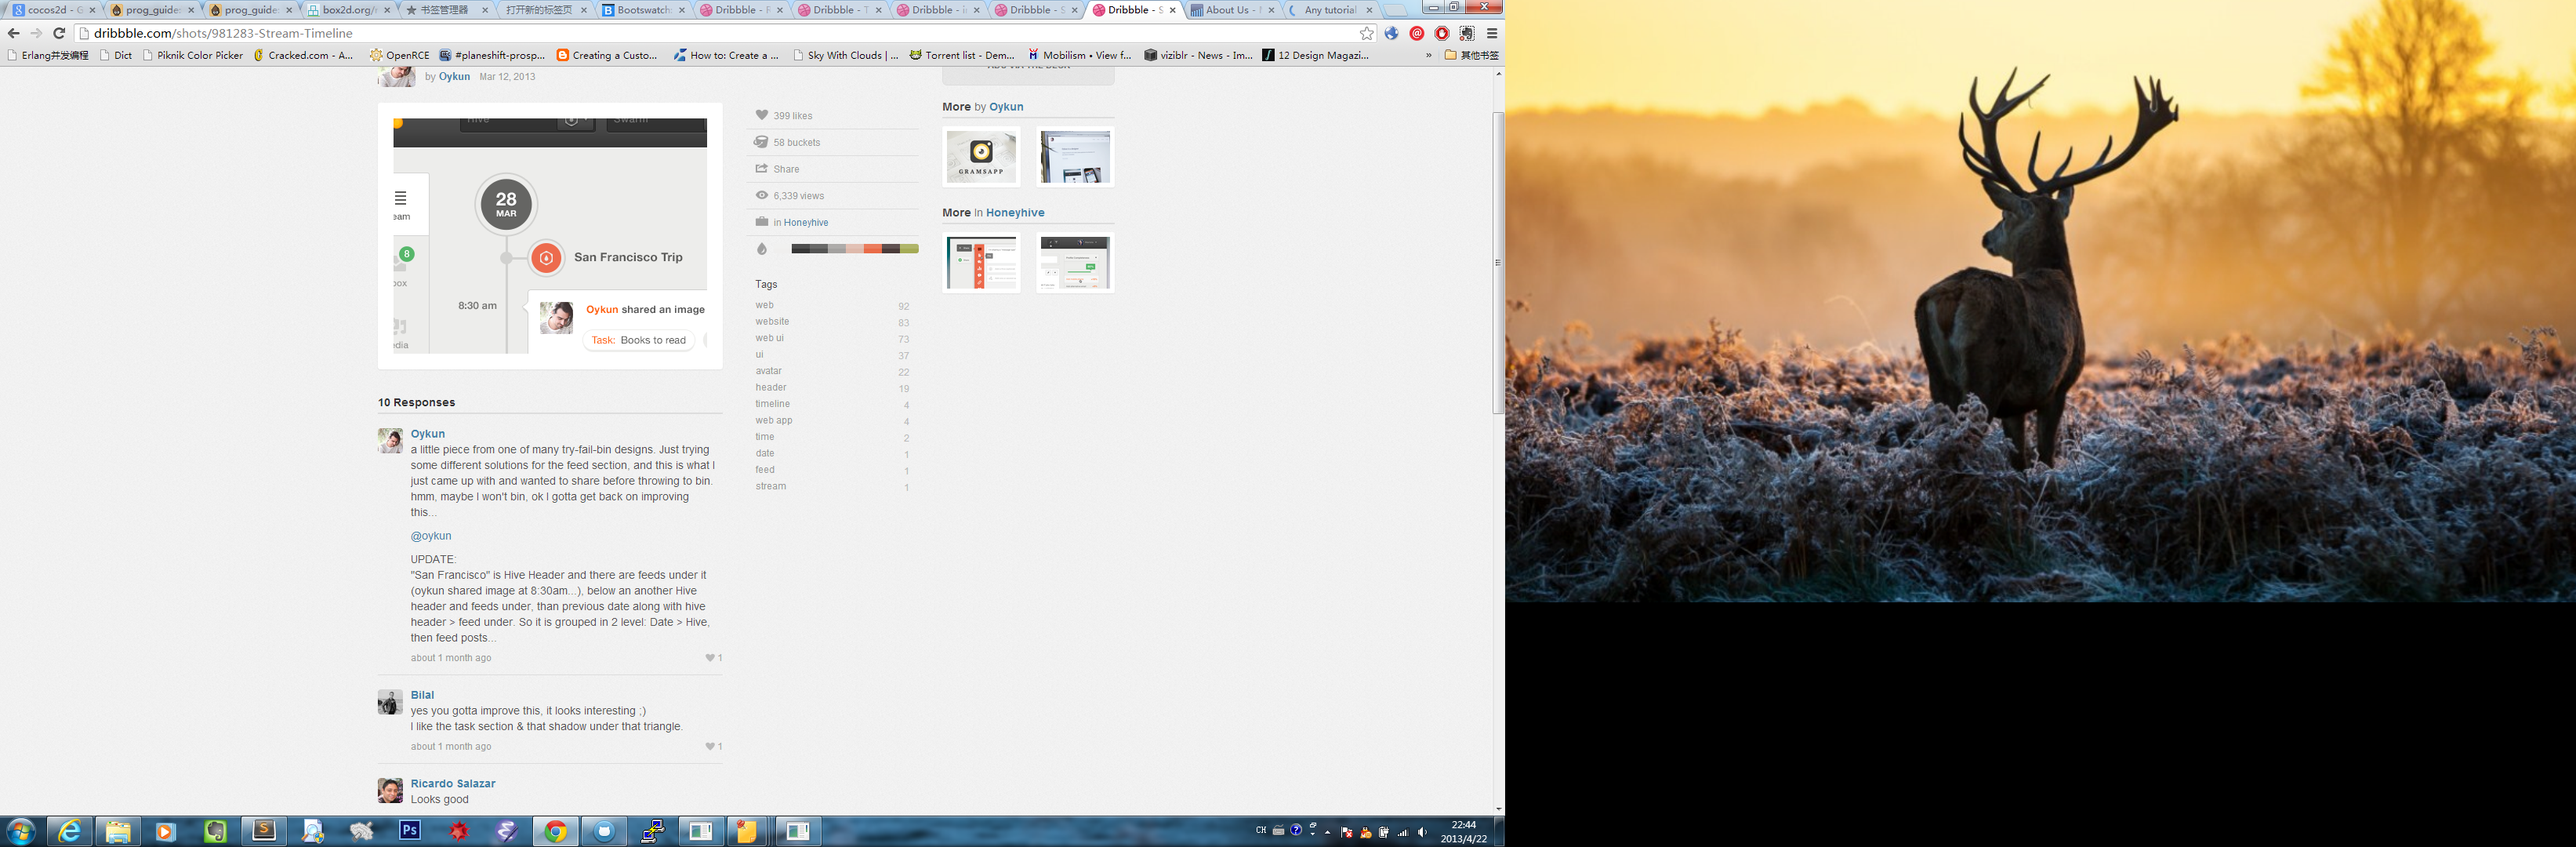 cocos2d - G
prog_guide
prog_guide
box2d.org/
书签管理器
打开新的标签页
Bootswatch
Dribbble - F
Dribbble - T
Dribbble - i
Dribbble - S
Dribbble - S
About Us -
Any tutorial
dribbble.com/shots/981283-Stream-Timeline
Erlang并发编程
Dict
Piknik Color Picker
Cracked.com - A...
OpenRCE
#planeshift-prosp...
Creating a Custo...
How to: Create a ...
Sky With Clouds | ...
Torrent list - Dem...
Mobilism • View f...
viziblr - News - Im...
12 Design Magazi...
»
其他书签
by Oykun Mar 12, 2013
Hive
Swarm
28
MAR
eam
8
San Francisco Trip
box
8:30 am
Oykun shared an image
Task: Books to read
dia
10 Responses
Oykun
a little piece from one of many try-fail-bin designs. Just trying
some different solutions for the feed section, and this is what I
just came up with and wanted to share before throwing to bin.
hmm, maybe I won't bin, ok I gotta get back on improving
this...
@oykun
UPDATE:
"San Francisco" is Hive Header and there are feeds under it
(oykun shared image at 8:30am...), below an another Hive
header and feeds under, than previous date along with hive
header > feed under. So it is grouped in 2 level: Date > Hive,
then feed posts...
about 1 month ago 1
Bilal
yes you gotta improve this, it looks interesting ;)
I like the task section & that shadow under that triangle.
about 1 month ago 1
Ricardo Salazar
Looks good
399 likes
58 buckets
Share
6,339 views
in Honeyhive
Tags
web 92
website 83
web ui 73
ui 37
avatar 22
header 19
timeline 4
web app 4
time 2
date 1
feed 1
stream 1
More by Oykun
GRAMSAPP
More In Honeyhive
Ps
CH
22:44
2013/4/22